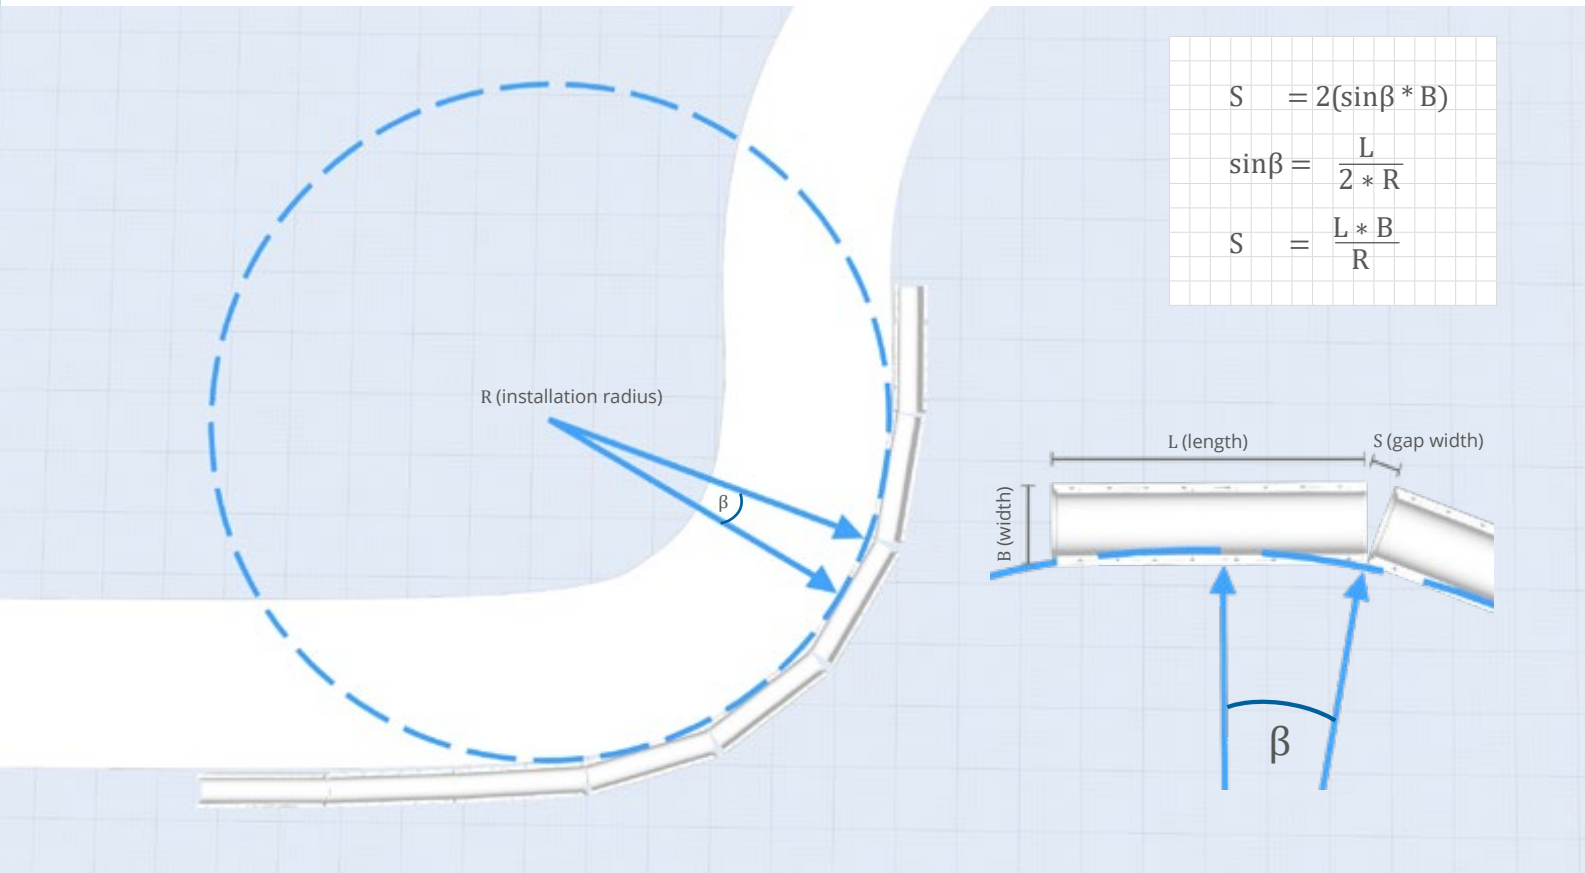 S = 2(sinβ * B)
sinβ = L / 2 * R
S = L * B / R
R (installation radius)
β
L (length)
S (gap width)
B (width)
β